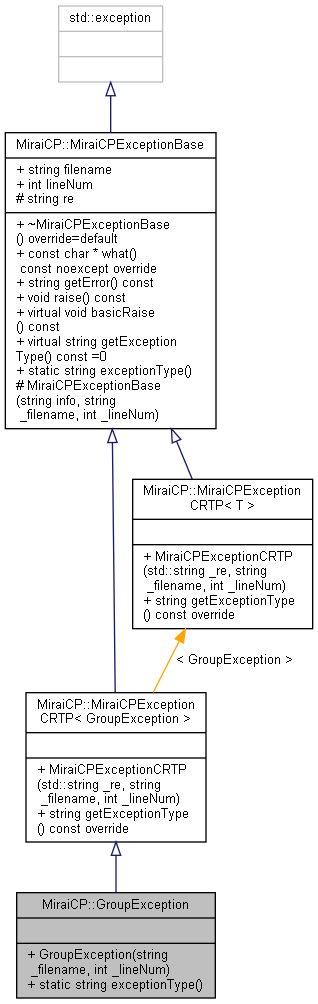 std::exception
MiraiCP::MiraiCPExceptionBase
+ string filename
+ int lineNum
# string re
+ ~MiraiCPExceptionBase
() override=default
+ const char * what()
 const noexcept override
+ string getError() const
+ void raise() const
+ virtual void basicRaise
() const
+ virtual string getException
Type() const =0
+ static string exceptionType()
# MiraiCPExceptionBase
(string info, string
 _filename, int _lineNum)
MiraiCP::MiraiCPException
CRTP< T >
+ MiraiCPExceptionCRTP
(std::string _re, string
 _filename, int _lineNum)
+ string getExceptionType
() const override
< GroupException >
MiraiCP::MiraiCPException
CRTP< GroupException >
+ MiraiCPExceptionCRTP
(std::string _re, string
 _filename, int _lineNum)
+ string getExceptionType
() const override
MiraiCP::GroupException
+ GroupException(string
 _filename, int _lineNum)
+ static string exceptionType()